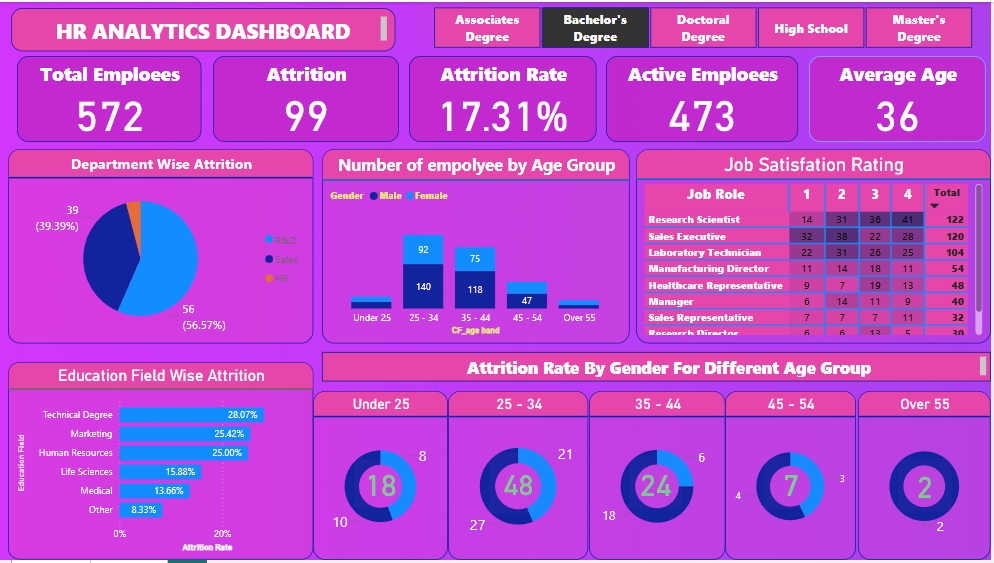 HR ANALYTICS DASHBOARD
Associates
Degree
Bachelor's
Degree
Doctoral
Degree
High School
Master's
Degree
Total Emploees
572
Attrition
99
Attrition Rate
17.31%
Active Emploees
473
Average Age
36
Department Wise Attrition
39
(39.39%)
56
(56.57%)
R&D
Sales
HR
Number of empolyee by Age Group
Gender Male Female
92
140
75
118
47
Under 25 25 - 34 35 - 44 45 - 54 Over 55
CF_age band
Job Satisfation Rating
Job Role 1 2 3 4 Total
Research Scientist 14 31 36 41 122
Sales Executive 32 38 22 28 120
Laboratory Technician 22 31 26 25 104
Manufacturing Director 11 14 18 11 54
Healthcare Representative 9 7 19 13 48
Manager 6 14 11 9 40
Sales Representative 7 7 7 11 32
Research Director 6 6 13 5 30
Education Field Wise Attrition
Education Field
Technical Degree 28.07%
Marketing 25.42%
Human Resources 25.00%
Life Sciences 15.88%
Medical 13.66%
Other 8.33%
0% 20%
Attrition Rate
Attrition Rate By Gender For Different Age Group
Under 25
8
18
10
25 - 34
21
48
27
35 - 44
6
24
18
45 - 54
3
7
4
Over 55
2
2